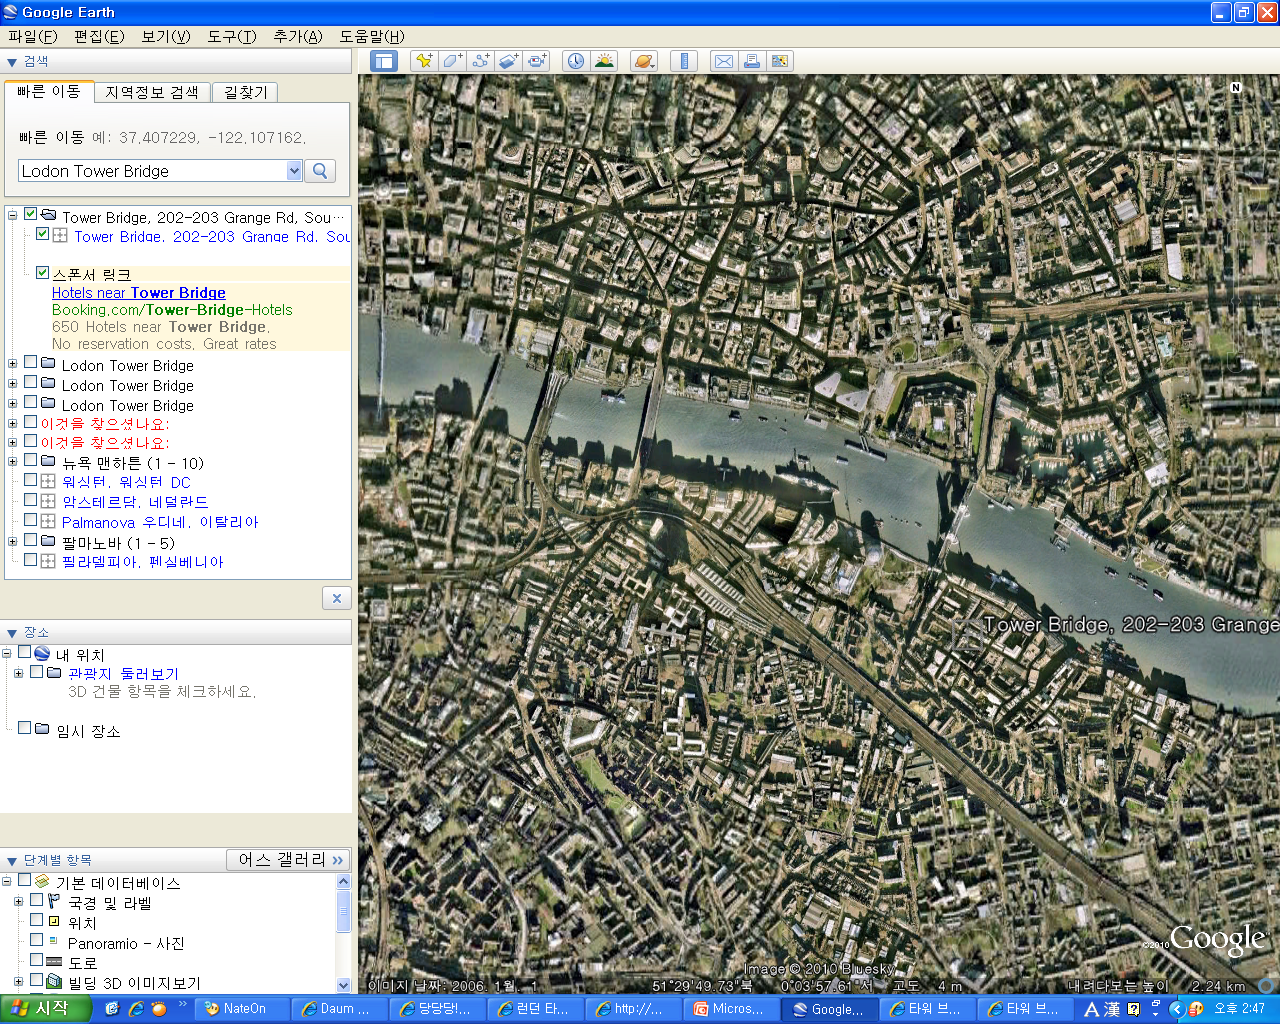 Google Earth
파일(F) 편집(E) 보기(V) 도구(T) 추가(A) 도움말(H)
검색
빠른 이동 지역정보 검색 길찾기
빠른 이동 예: 37.407229, -122.107162.
Lodon Tower Bridge
Tower Bridge, 202-203 Grange Rd, Sou...
Tower Bridge, 202-203 Grange Rd, Sou
스폰서 링크
Hotels near Tower Bridge
Booking.com/Tower-Bridge-Hotels
650 Hotels near Tower Bridge.
No reservation costs. Great rates
Lodon Tower Bridge
Lodon Tower Bridge
Lodon Tower Bridge
이것을 찾으셨나요:
이것을 찾으셨나요:
뉴욕 맨하튼 (1 - 10)
워싱턴, 워싱턴 DC
암스테르담, 네덜란드
Palmanova 우디네, 이탈리아
팔마노바 (1 - 5)
필라델피아, 펜실베니아
장소
내 위치
관광지 둘러보기
3D 건물 항목을 체크하세요.
임시 장소
단계별 항목
어스 갤러리 »
기본 데이터베이스
국경 및 라벨
위치
Panoramio - 사진
도로
빌딩 3D 이미지보기
N
Tower Bridge, 202-203 Grange
©2010 Google
Image © 2010 Bluesky
이미지 날짜: 2006. 1월. 1 51°29'49.73"북 0°03'57.61"서 고도 4 m 내려다보는 높이 2.24 km
시작 NateOn Daum ... 당당당!... 런던 타... http://... Micros... Google... 타워 브... 타워 브... A 漢 오후 2:47